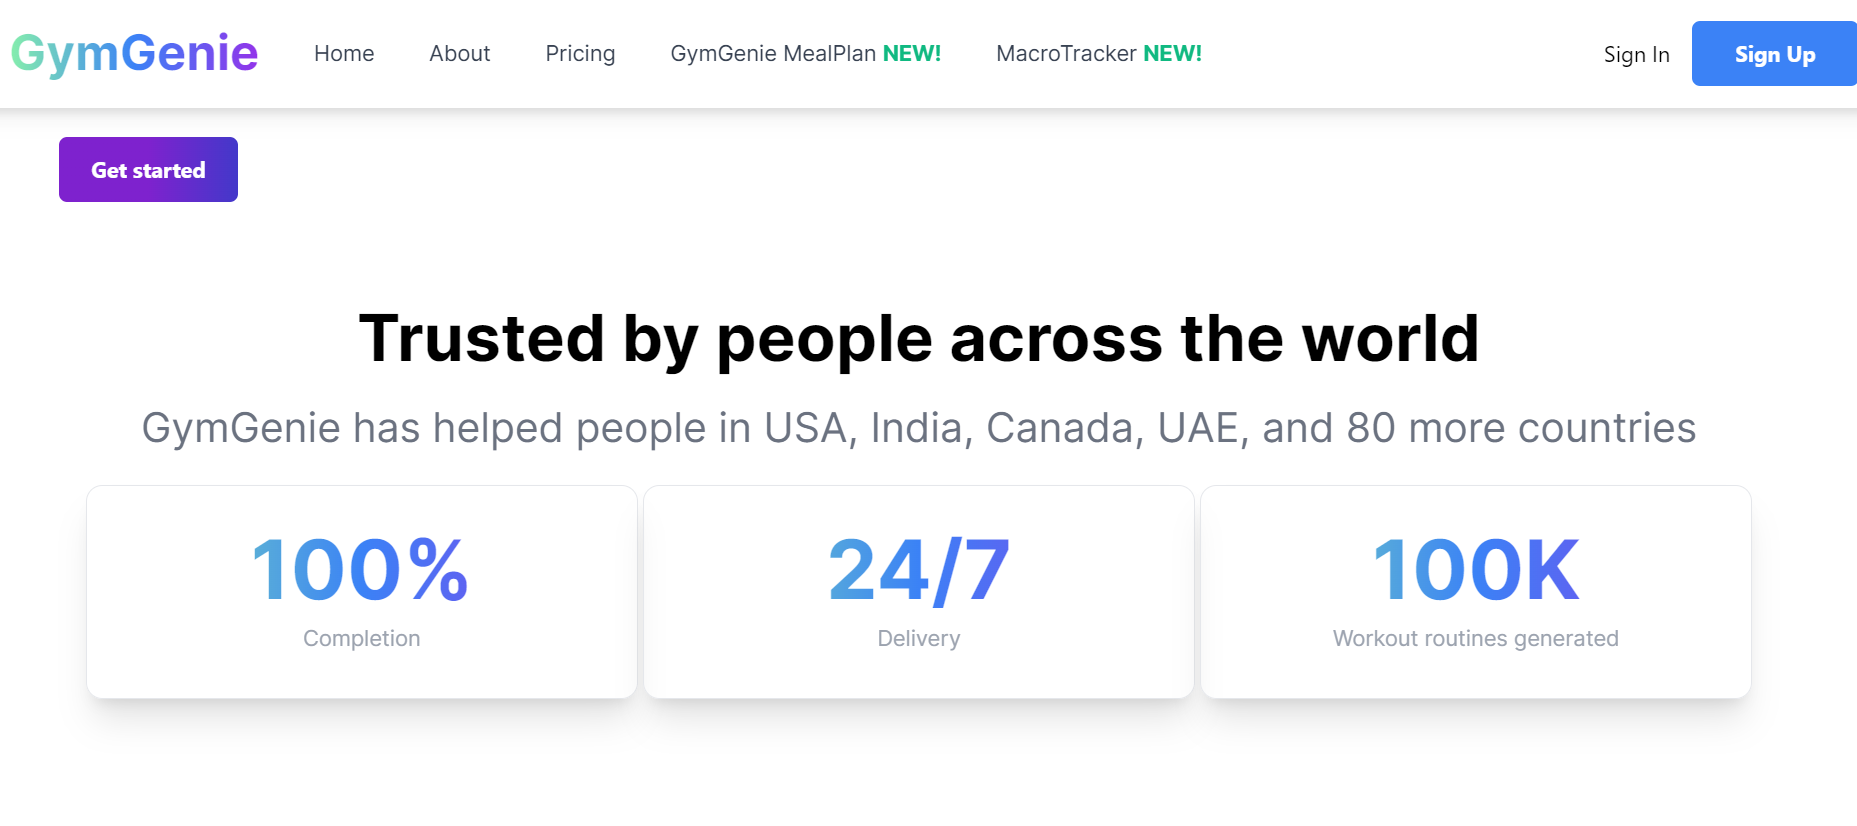 GymGenie Home About Pricing GymGenie MealPlan NEW! MacroTracker NEW! Sign In Sign Up
Get started
Trusted by people across the world
GymGenie has helped people in USA, India, Canada, UAE, and 80 more countries
100%
Completion
24/7
Delivery
100K
Workout routines generated